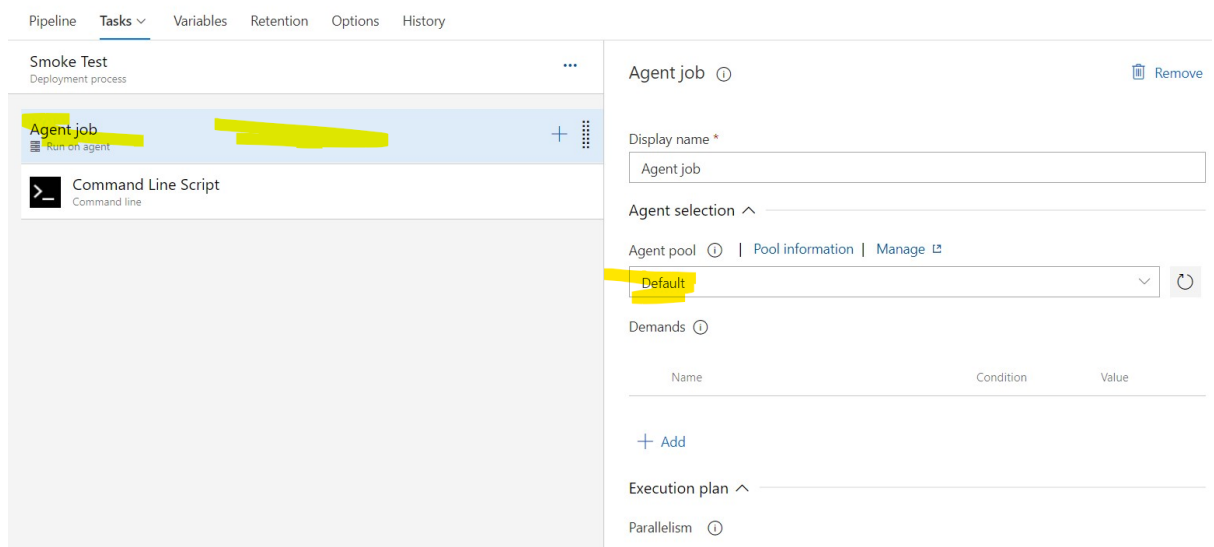 Pipeline Tasks Variables Retention Options History
Smoke Test
Deployment process
Agent job
Run on agent
Command Line Script
Command line
Agent job
Remove
Display name *
Agent job
Agent selection
Agent pool | Pool information | Manage
Default
Demands
Name Condition Value
+ Add
Execution plan
Parallelism